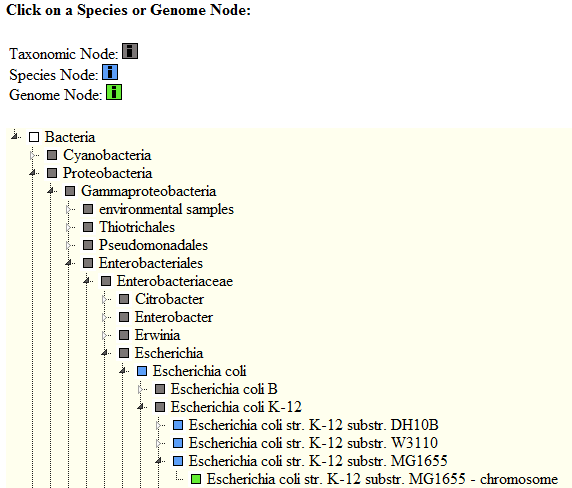 Click on a Species or Genome Node:
Taxonomic Node: i
Species Node: i
Genome Node: i
Bacteria
Cyanobacteria
Proteobacteria
Gammaproteobacteria
environmental samples
Thiotrichales
Pseudomonadales
Enterobacteriales
Enterobacteriaceae
Citrobacter
Enterobacter
Erwinia
Escherichia
Escherichia coli
Escherichia coli B
Escherichia coli K-12
Escherichia coli str. K-12 substr. DH10B
Escherichia coli str. K-12 substr. W3110
Escherichia coli str. K-12 substr. MG1655
Escherichia coli str. K-12 substr. MG1655 - chromosome